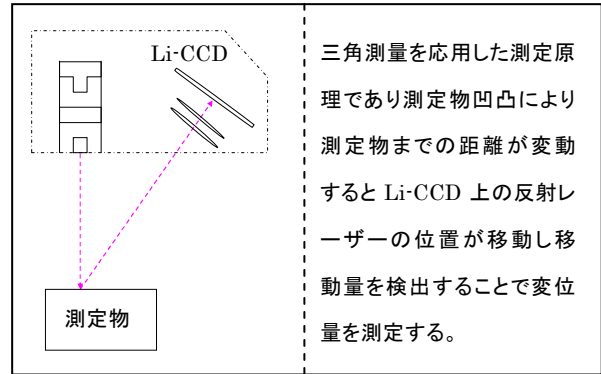 Li-CCD
測定物
三角測量を応用した測定原
理であり測定物凹凸により
測定物までの距離が変動
すると Li-CCD 上の反射レ
ーザーの位置が移動し移
動量を検出することで変位
量を測定する。